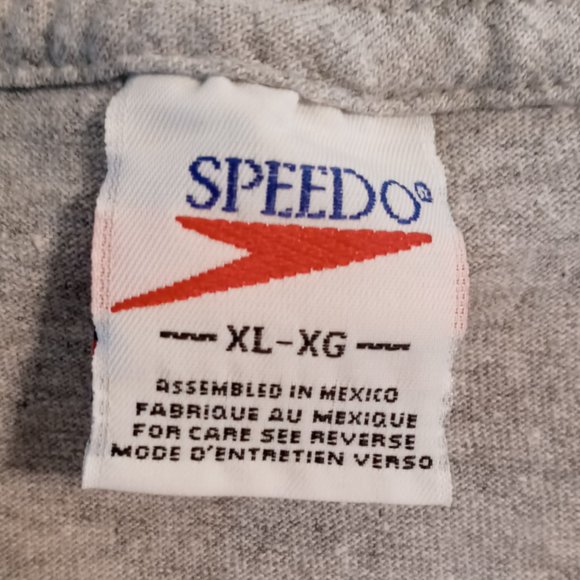 SPEEDO®
XL-XG
ASSEMBLED IN MEXICO
FABRIQUE AU MEXIQUE
FOR CARE SEE REVERSE
MODE D'ENTRETIEN VERSO